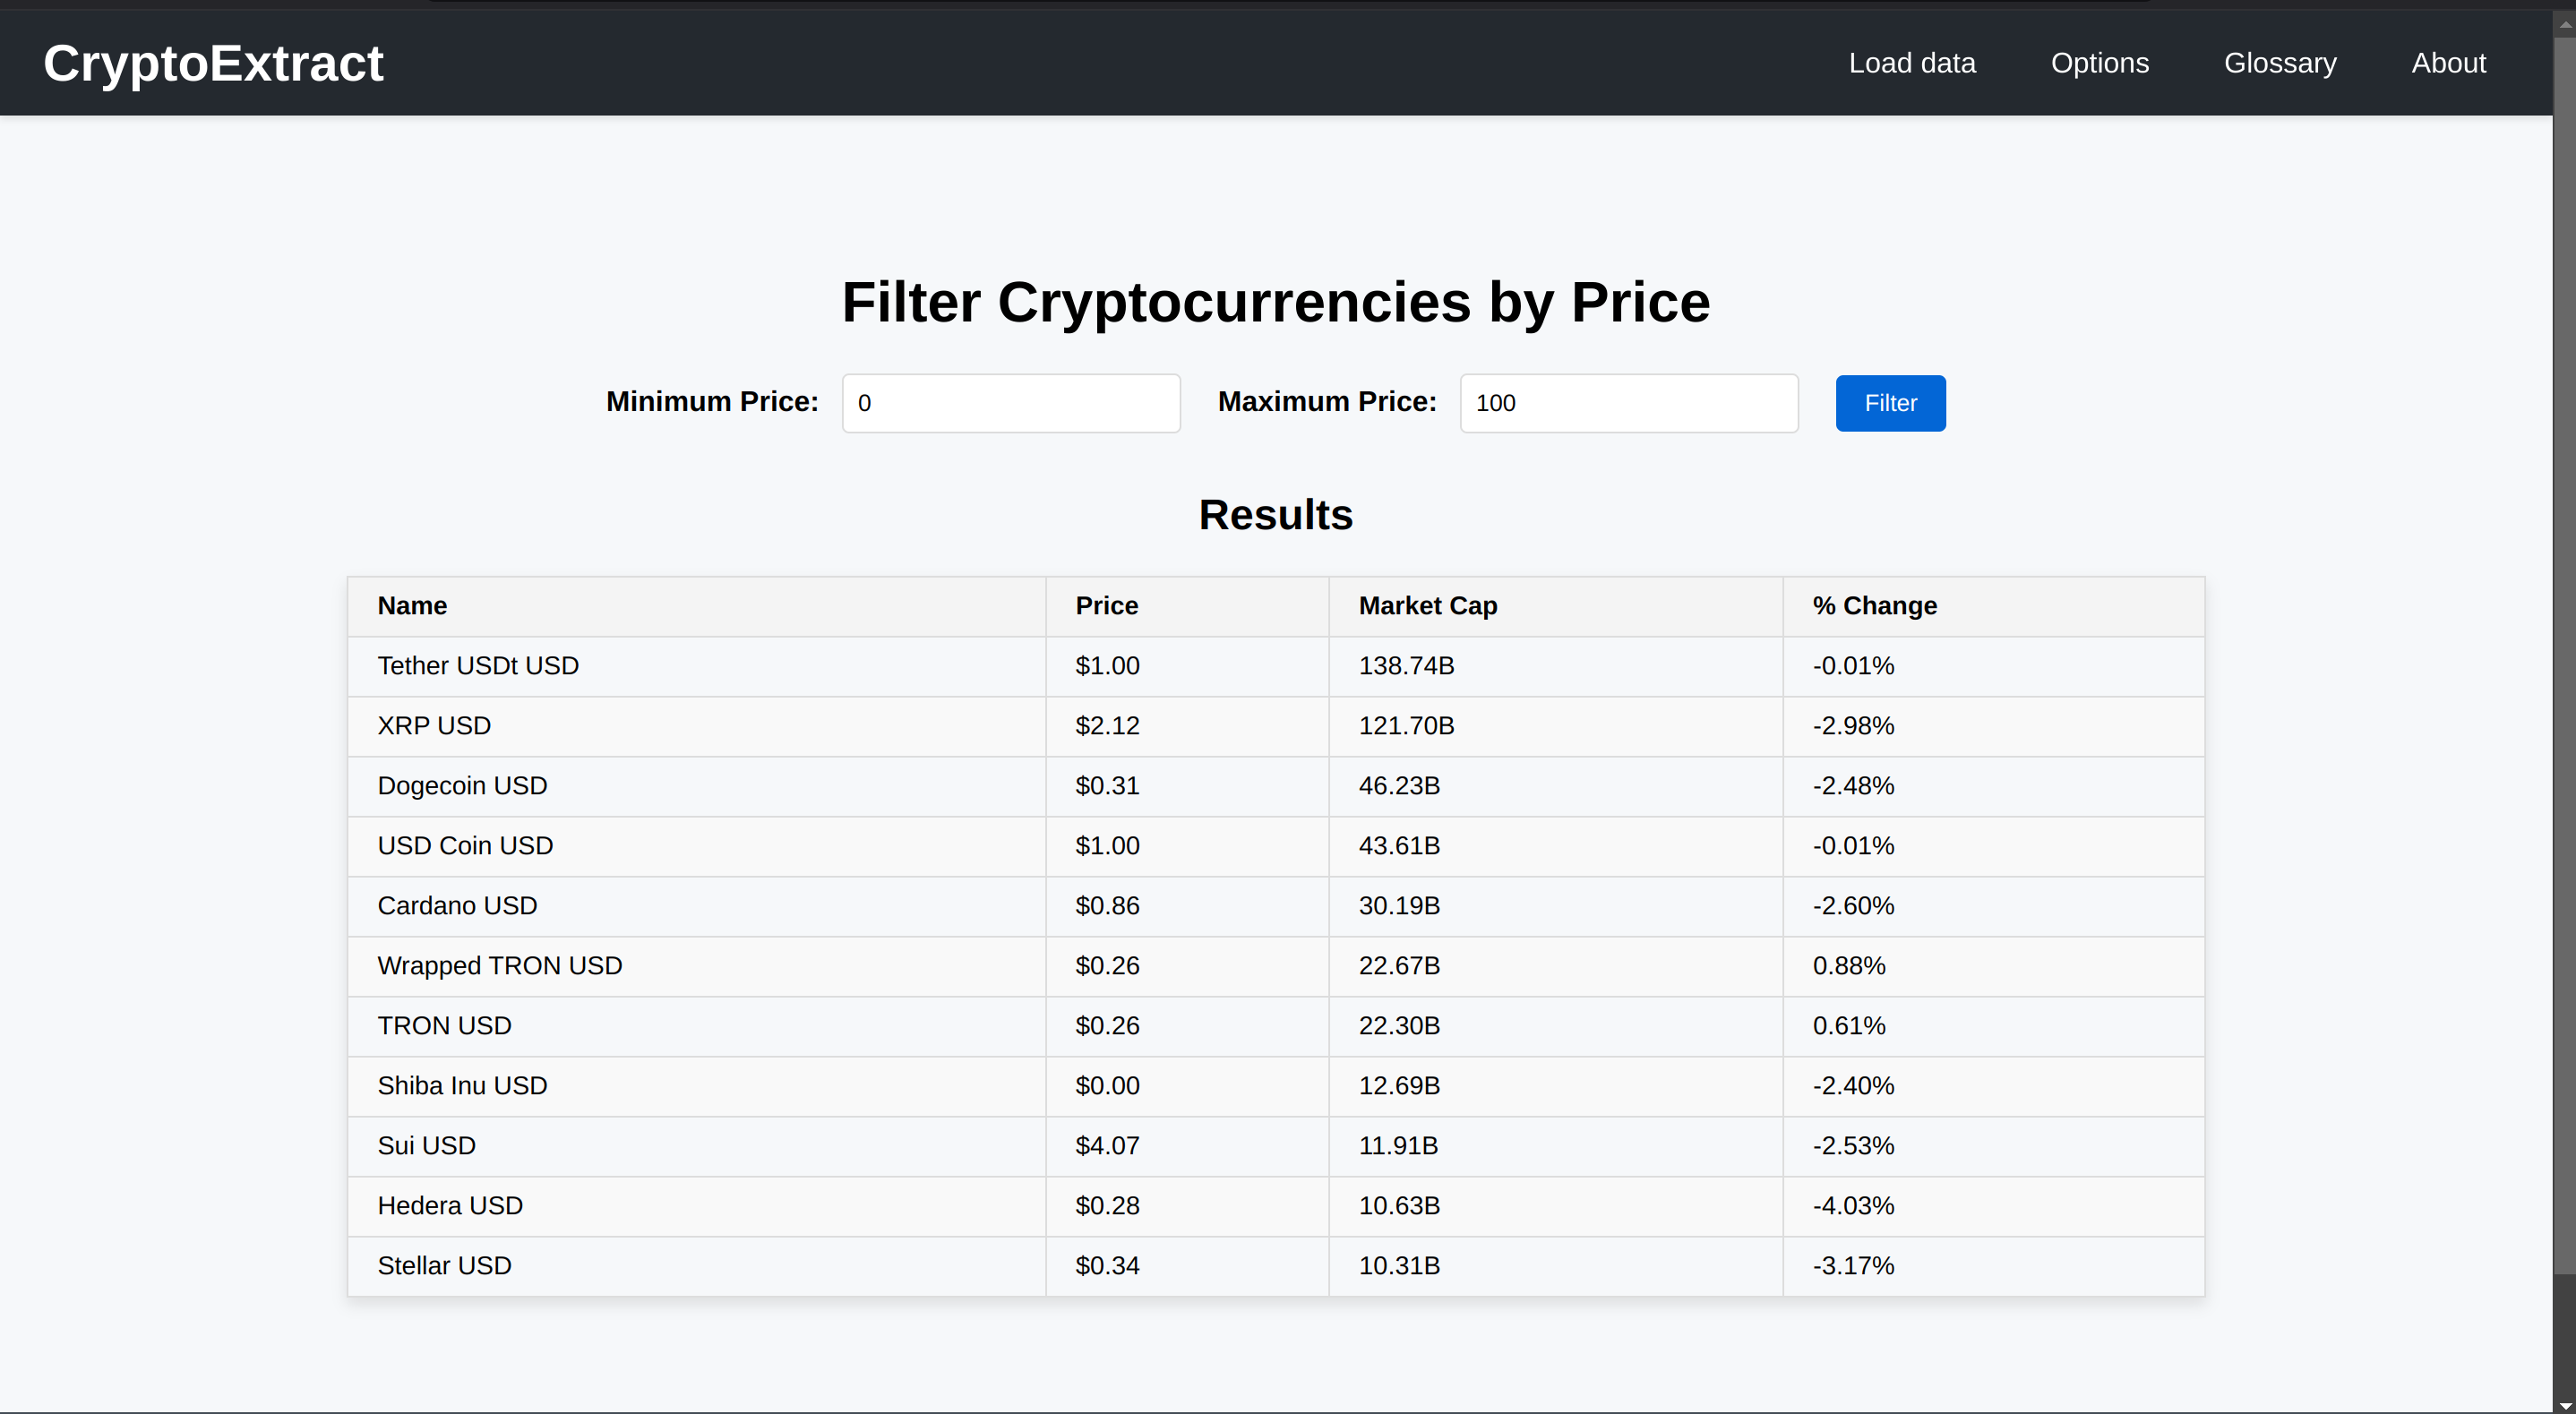 CryptoExtract Load data Options Glossary About
Filter Cryptocurrencies by Price
Minimum Price: 0 Maximum Price: 100 Filter
Results
Name Price Market Cap % Change
Tether USDt USD $1.00 138.74B -0.01%
XRP USD $2.12 121.70B -2.98%
Dogecoin USD $0.31 46.23B -2.48%
USD Coin USD $1.00 43.61B -0.01%
Cardano USD $0.86 30.19B -2.60%
Wrapped TRON USD $0.26 22.67B 0.88%
TRON USD $0.26 22.30B 0.61%
Shiba Inu USD $0.00 12.69B -2.40%
Sui USD $4.07 11.91B -2.53%
Hedera USD $0.28 10.63B -4.03%
Stellar USD $0.34 10.31B -3.17%